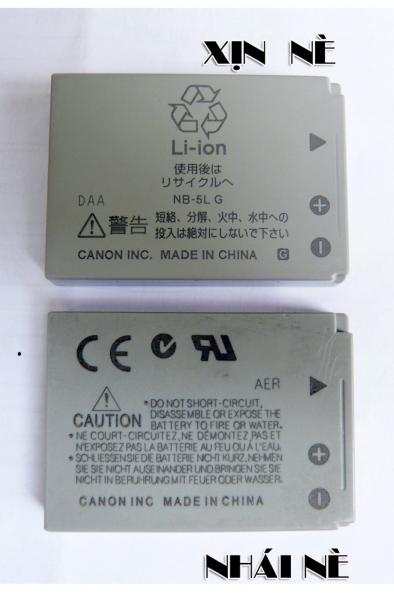 XỊN NÈ
Li-ion
使用後は
リサイクルへ
NB-5L G
DAA
警告 短絡、分解、火中、水中への
投入は絶対にしないで下さい
CANON INC. MADE IN CHINA G
CE
AER
CAUTION
• DO NOT SHORT-CIRCUIT,
DISASSEMBLE OR EXPOSE THE
BATTERY TO FIRE OR WATER.
• NE COURT-CIRCUITEZ, NE DÉMONTEZ PAS ET
N'EXPOSEZ PAS LA BATTERIE AU FEU OU À L'EAU.
• SCHLIESSEN SIE DIE BATTERIE NICHT KURZ, NEHMEN
SIE SIE NICHT AUSEINANDER UND BRINGEN SIE SIE
NICHT IN BERÜHRUNG MIT FEUER ODER WASSER.
CANON INC MADE IN CHINA
NHÁI NÈ